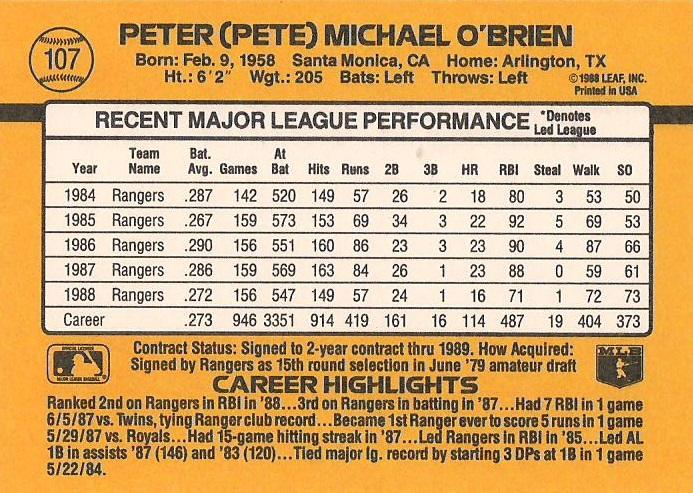 107
PETER (PETE) MICHAEL O'BRIEN
Born: Feb. 9, 1958 Santa Monica, CA Home: Arlington, TX
Ht.: 6'2" Wgt.: 205 Bats: Left Throws: Left
©1988 LEAF, INC.
Printed in USA
RECENT MAJOR LEAGUE PERFORMANCE *Denotes Led League
Year Team Name Bat. Avg. Games At Bat Hits Runs 2B 3B HR RBI Steal Walk SO
1984 Rangers .287 142 520 149 57 26 2 18 80 3 53 50
1985 Rangers .267 159 573 153 69 34 3 22 92 5 69 53
1986 Rangers .290 156 551 160 86 23 3 23 90 4 87 66
1987 Rangers .286 159 569 163 84 26 1 23 88 0 59 61
1988 Rangers .272 156 547 149 57 24 1 16 71 1 72 73
Career .273 946 3351 914 419 161 16 114 487 19 404 373
OFFICIAL LICENSEE
MAJOR LEAGUE BASEBALL
Contract Status: Signed to 2-year contract thru 1989. How Acquired:
Signed by Rangers as 15th round selection in June '79 amateur draft
MLB
CAREER HIGHLIGHTS
Ranked 2nd on Rangers in RBI in '88...3rd on Rangers in batting in '87...Had 7 RBI in 1 game
6/5/87 vs. Twins, tying Ranger club record...Became 1st Ranger ever to score 5 runs in 1 game
5/29/87 vs. Royals...Had 15-game hitting streak in '87...Led Rangers in RBI in '85...Led AL
1B in assists '87 (146) and '83 (120)...Tied major lg. record by starting 3 DPs at 1B in 1 game
5/22/84.